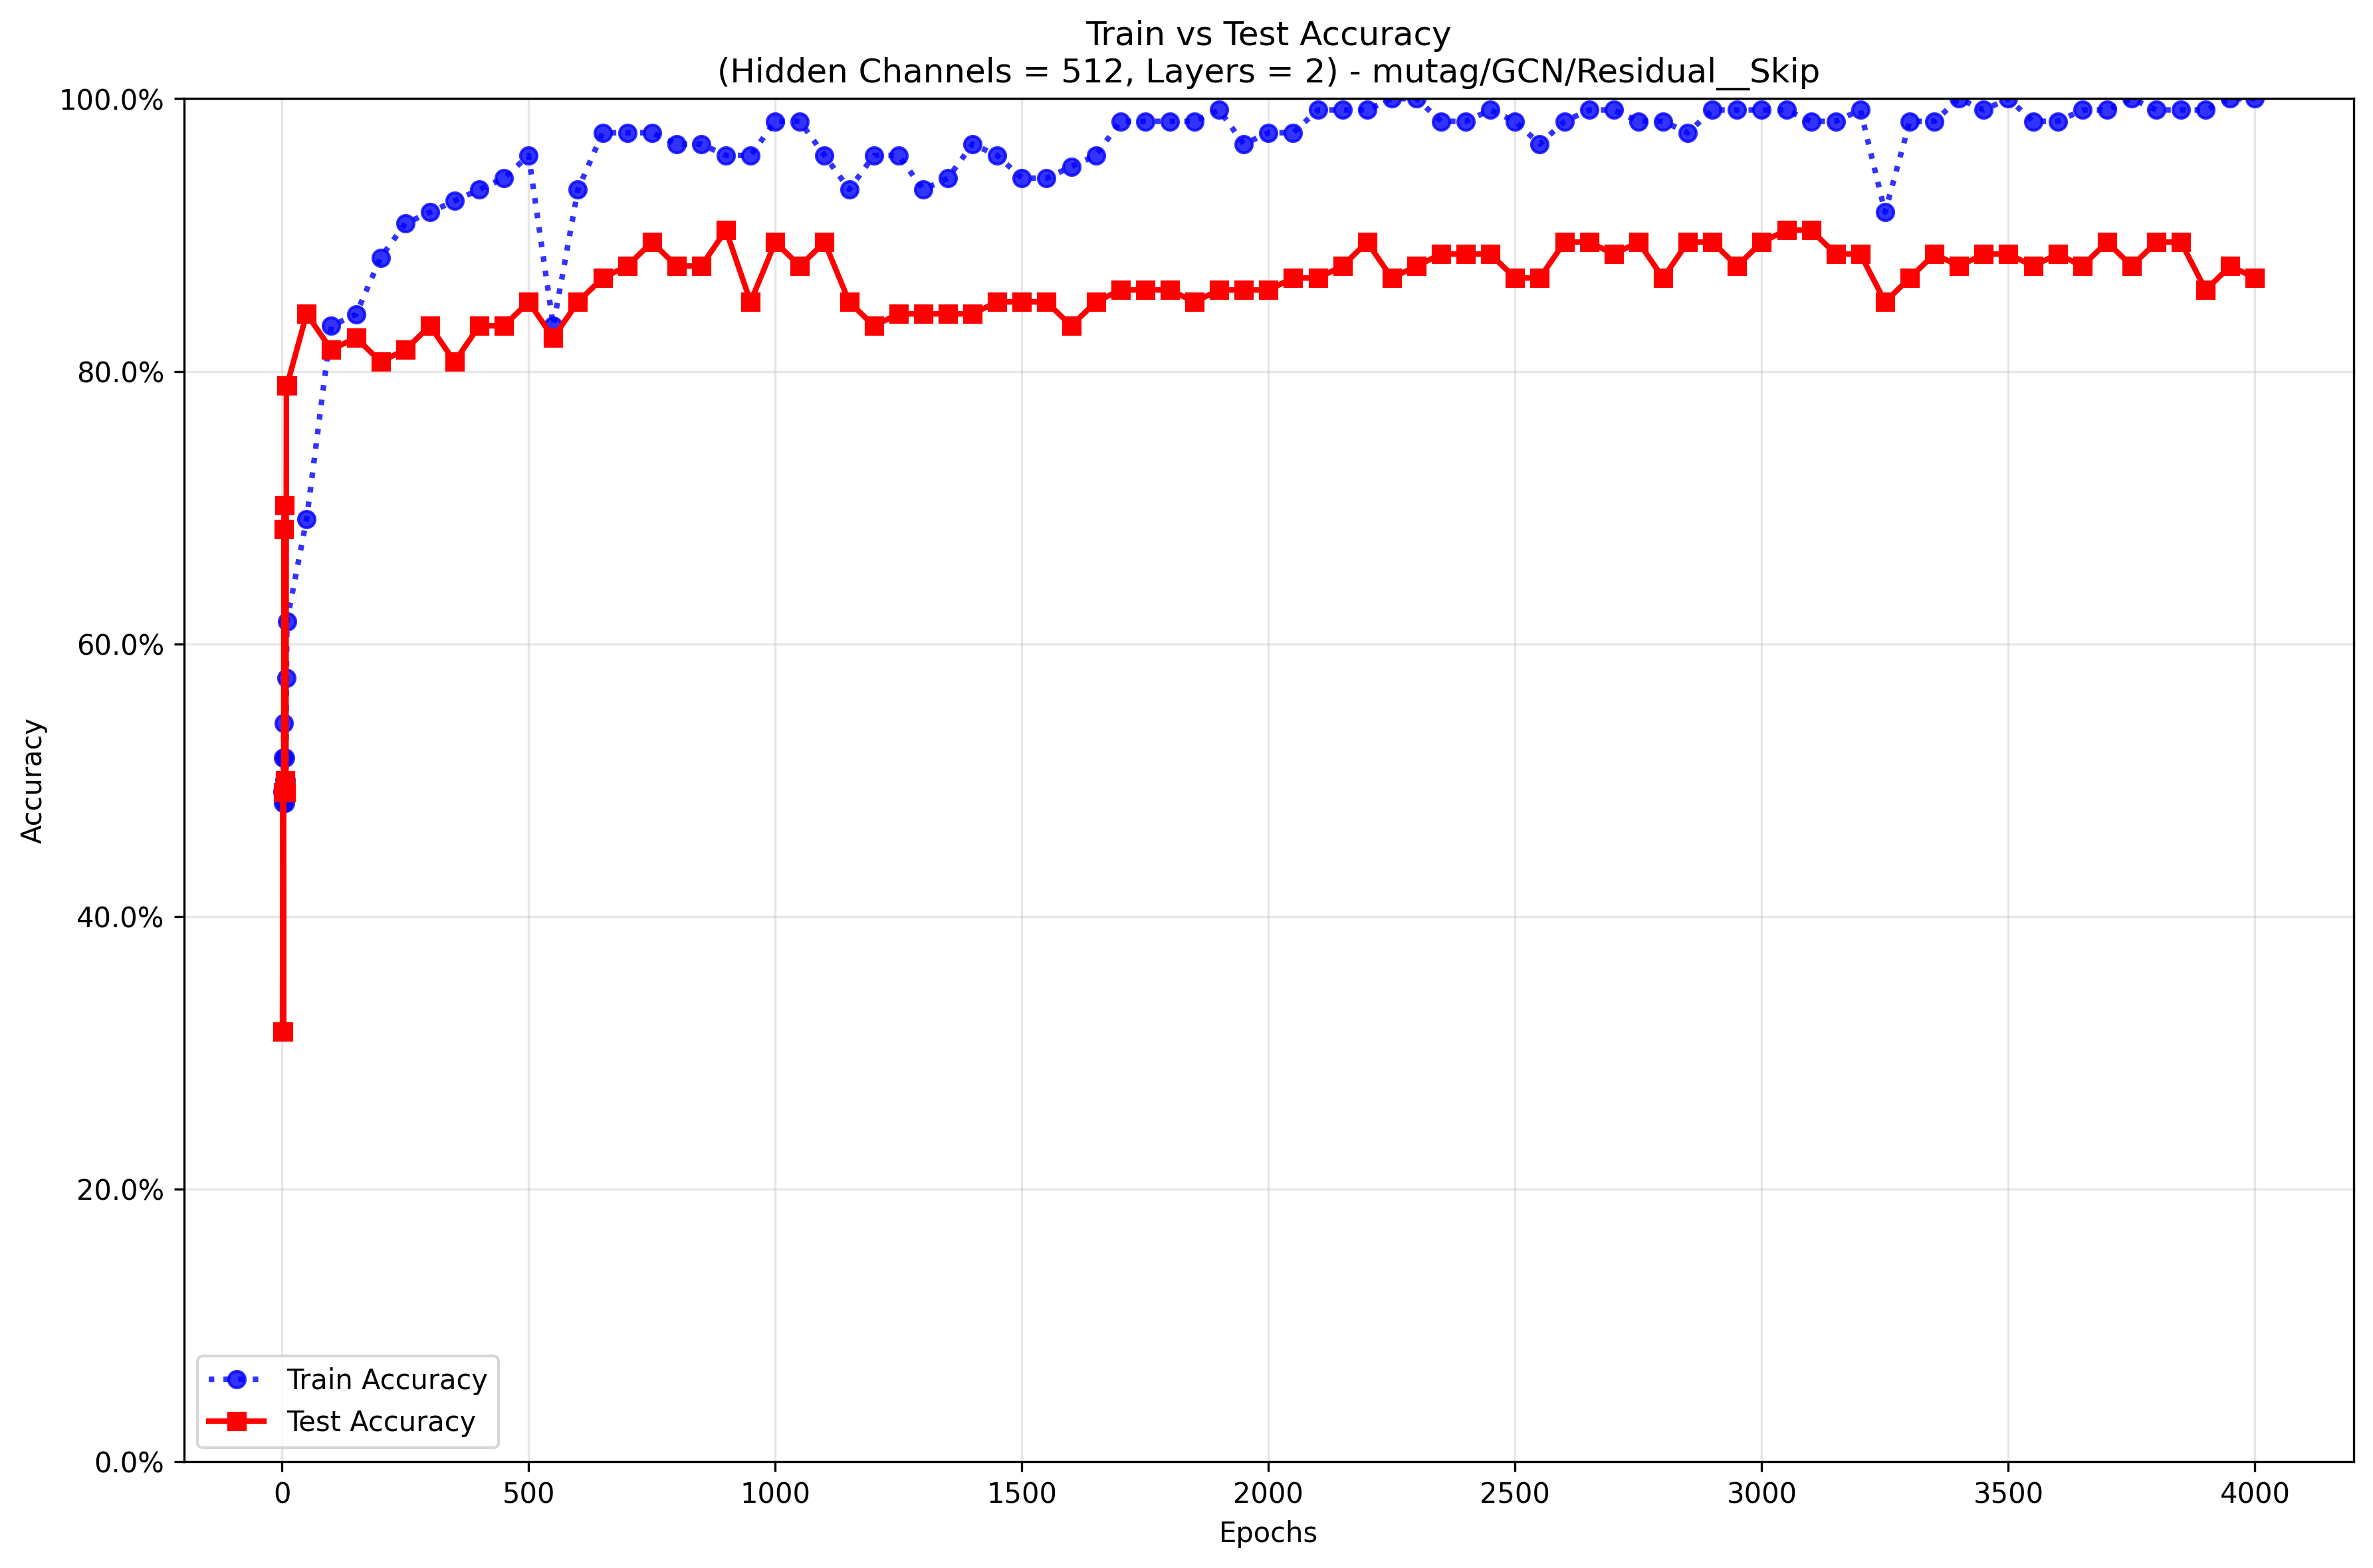 Train vs Test Accuracy
(Hidden Channels = 512, Layers = 2) - mutag/GCN/Residual__Skip
100.0%
80.0%
60.0%
40.0%
20.0%
0.0%
Accuracy
Train Accuracy
Test Accuracy
0 500 1000 1500 2000 2500 3000 3500 4000
Epochs